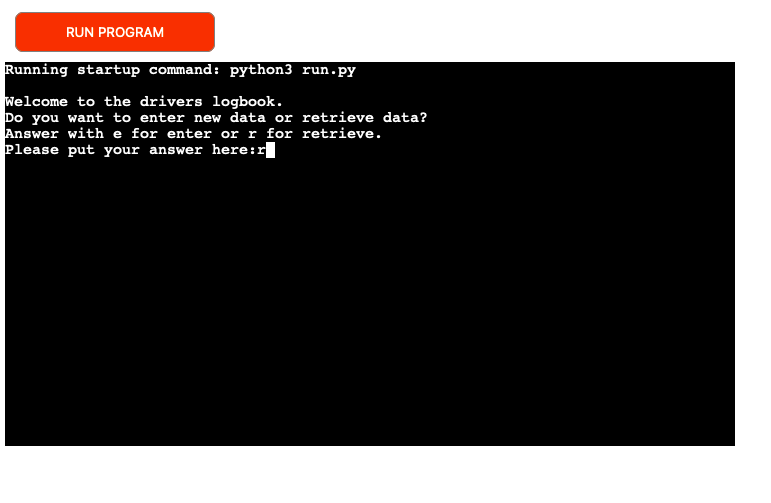 RUN PROGRAM
Running startup command: python3 run.py
Welcome to the drivers logbook.
Do you want to enter new data or retrieve data?
Answer with e for enter or r for retrieve.
Please put your answer here:r